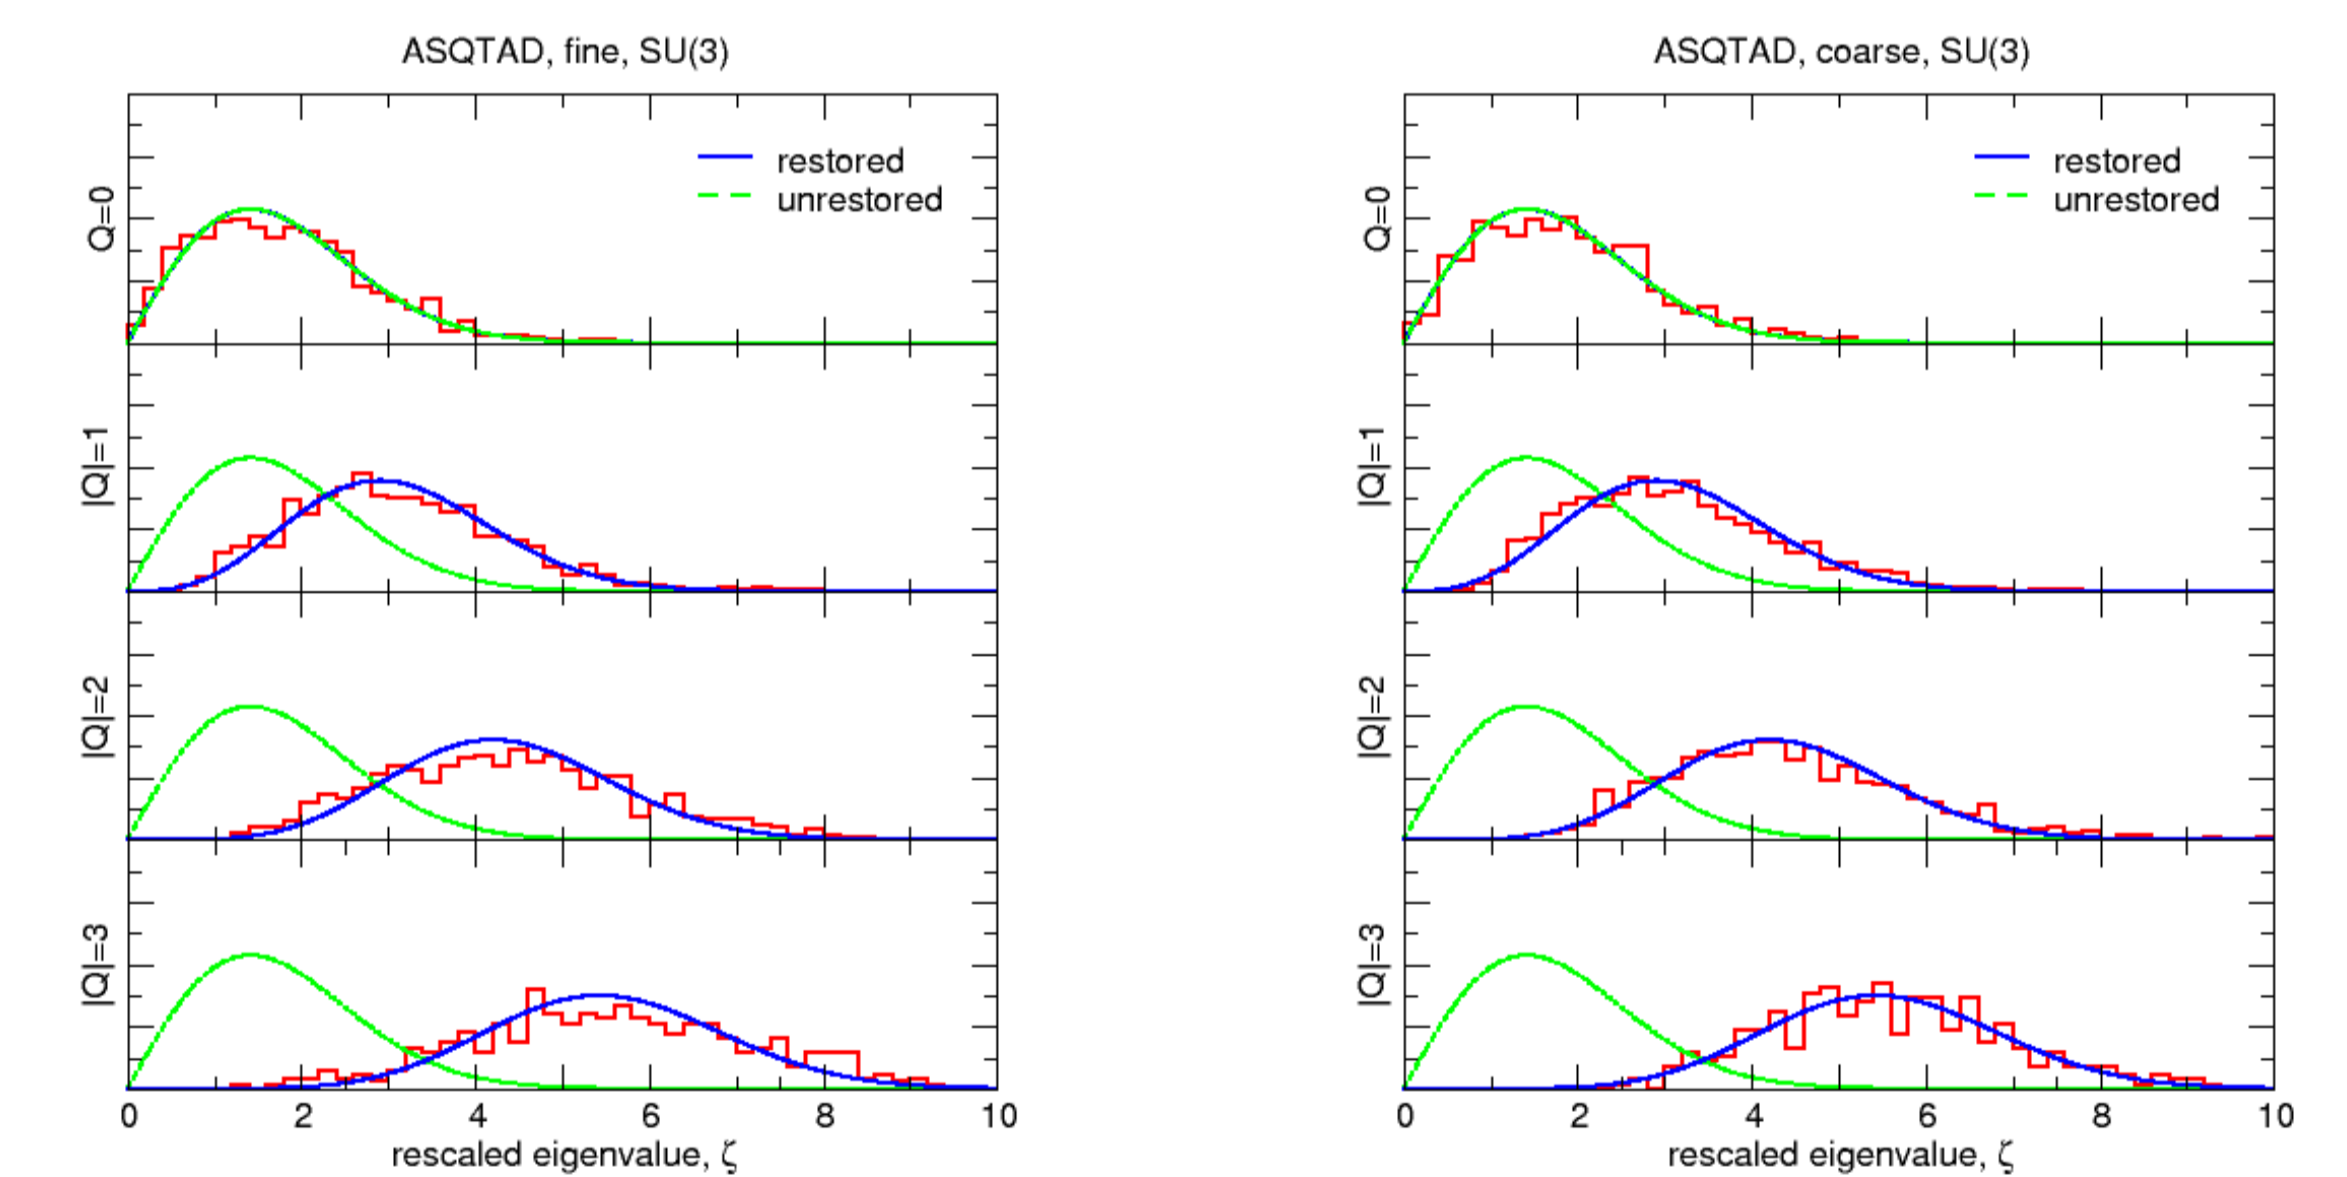 ASQTAD, fine, SU(3)
restored
unrestored
Q=0
|Q|=1
|Q|=2
|Q|=3
0 2 4 6 8 10
rescaled eigenvalue, ζ
ASQTAD, coarse, SU(3)
restored
unrestored
Q=0
|Q|=1
|Q|=2
|Q|=3
0 2 4 6 8 10
rescaled eigenvalue, ζ